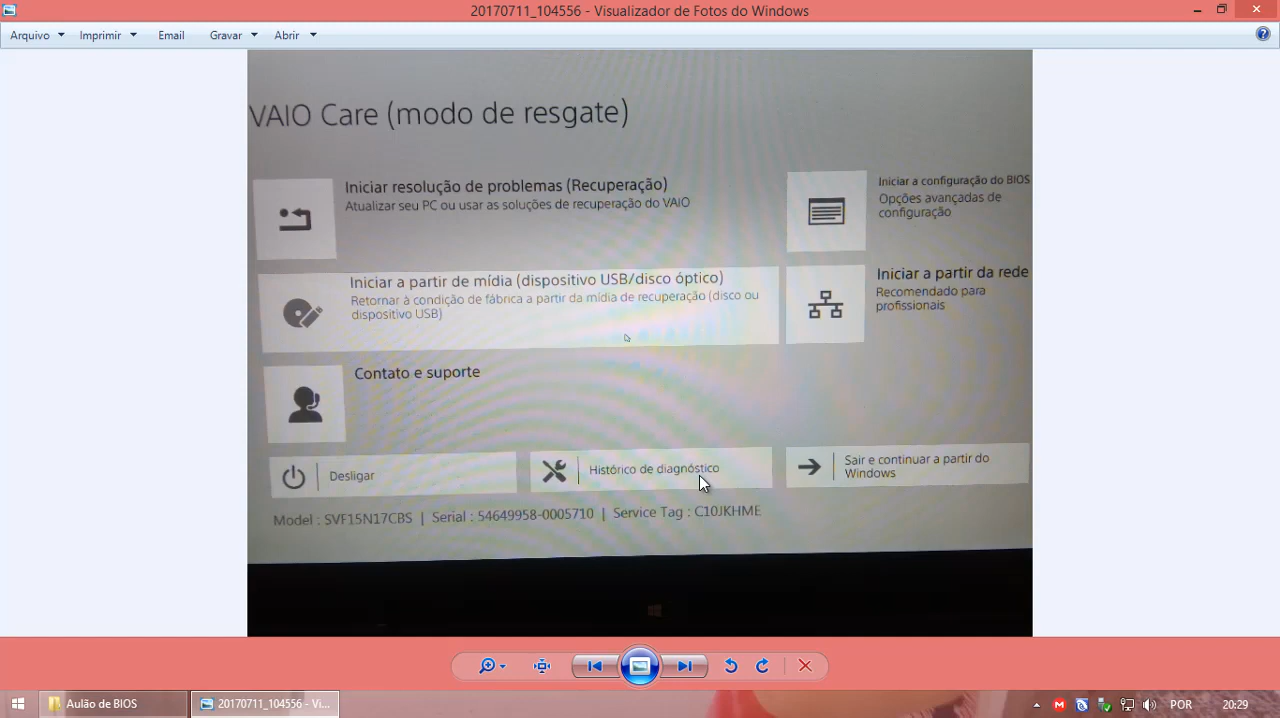 20170711_104556 - Visualizador de Fotos do Windows
Arquivo Imprimir Email Gravar Abrir
VAIO Care (modo de resgate)
Iniciar resolução de problemas (Recuperação)
Atualizar seu PC ou usar as soluções de recuperação do VAIO
Iniciar a configuração do BIOS
Opções avançadas de
configuração
Iniciar a partir de mídia (dispositivo USB/disco óptico)
Retornar à condição de fábrica a partir da mídia de recuperação (disco ou
dispositivo USB)
Iniciar a partir da rede
Recomendado para
profissionais
Contato e suporte
Desligar
Histórico de diagnóstico
Sair e continuar a partir do
Windows
Model : SVF15N17CBS | Serial : 54649958-0005710 | Service Tag : C10JKHME
Aulão de BIOS
20170711_104556 - Vi...
POR
20:29